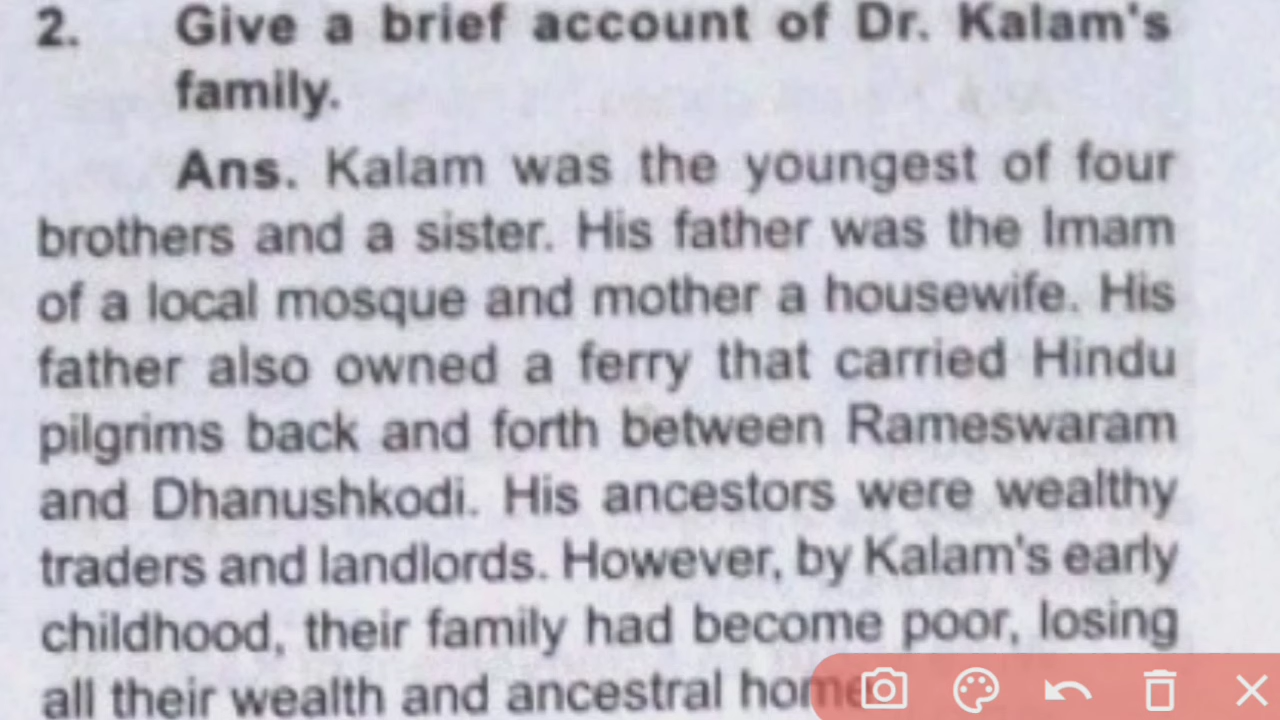 2. Give a brief account of Dr. Kalam's
family.
Ans. Kalam was the youngest of four
brothers and a sister. His father was the Imam
of a local mosque and mother a housewife. His
father also owned a ferry that carried Hindu
pilgrims back and forth between Rameswaram
and Dhanushkodi. His ancestors were wealthy
traders and landlords. However, by Kalam's early
childhood, their family had become poor, losing
all their wealth and ancestral home